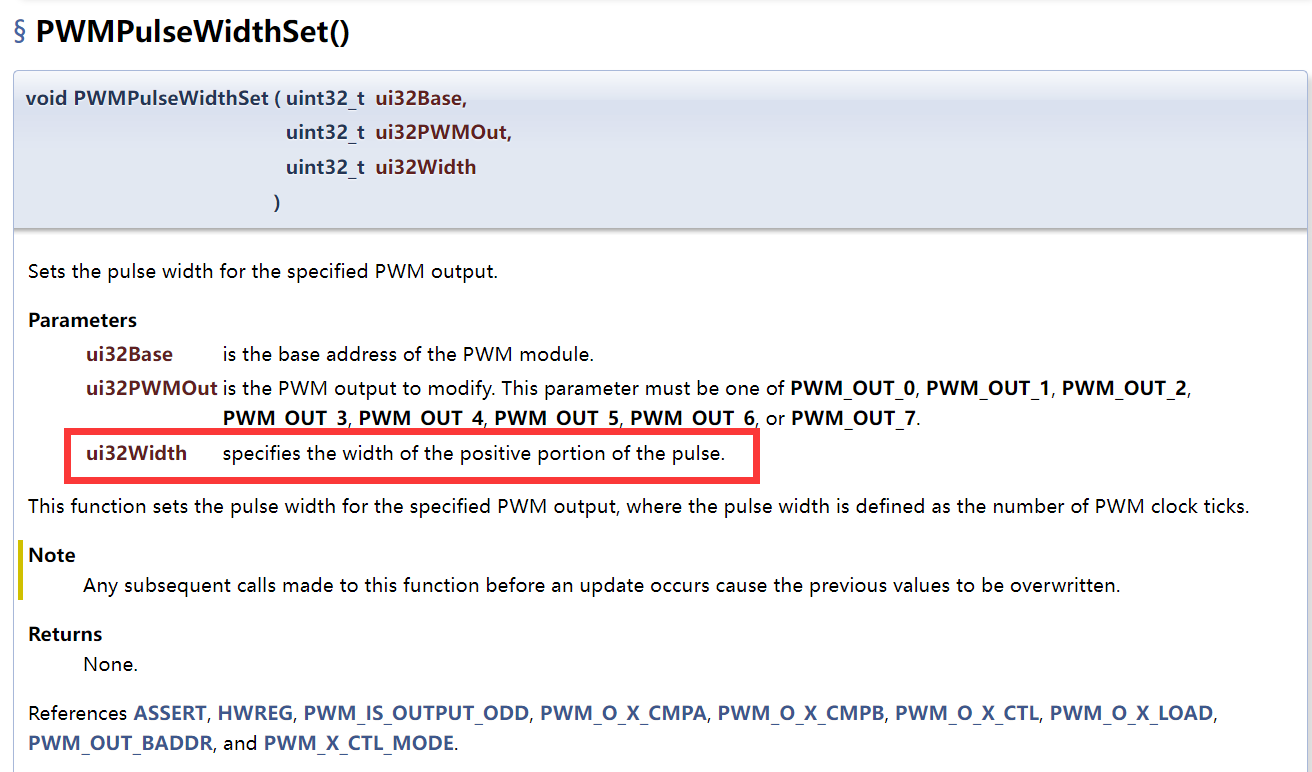 § PWMPulseWidthSet()
void PWMPulseWidthSet ( uint32_t ui32Base,
uint32_t ui32PWMOut,
uint32_t ui32Width
)
Sets the pulse width for the specified PWM output.
Parameters
ui32Base is the base address of the PWM module.
ui32PWMOut is the PWM output to modify. This parameter must be one of PWM_OUT_0, PWM_OUT_1, PWM_OUT_2,
PWM_OUT_3, PWM_OUT_4, PWM_OUT_5, PWM_OUT_6, or PWM_OUT_7.
ui32Width specifies the width of the positive portion of the pulse.
This function sets the pulse width for the specified PWM output, where the pulse width is defined as the number of PWM clock ticks.
Note
Any subsequent calls made to this function before an update occurs cause the previous values to be overwritten.
Returns
None.
References ASSERT, HWREG, PWM_IS_OUTPUT_ODD, PWM_O_X_CMPA, PWM_O_X_CMPB, PWM_O_X_CTL, PWM_O_X_LOAD,
PWM_OUT_BADDR, and PWM_X_CTL_MODE.